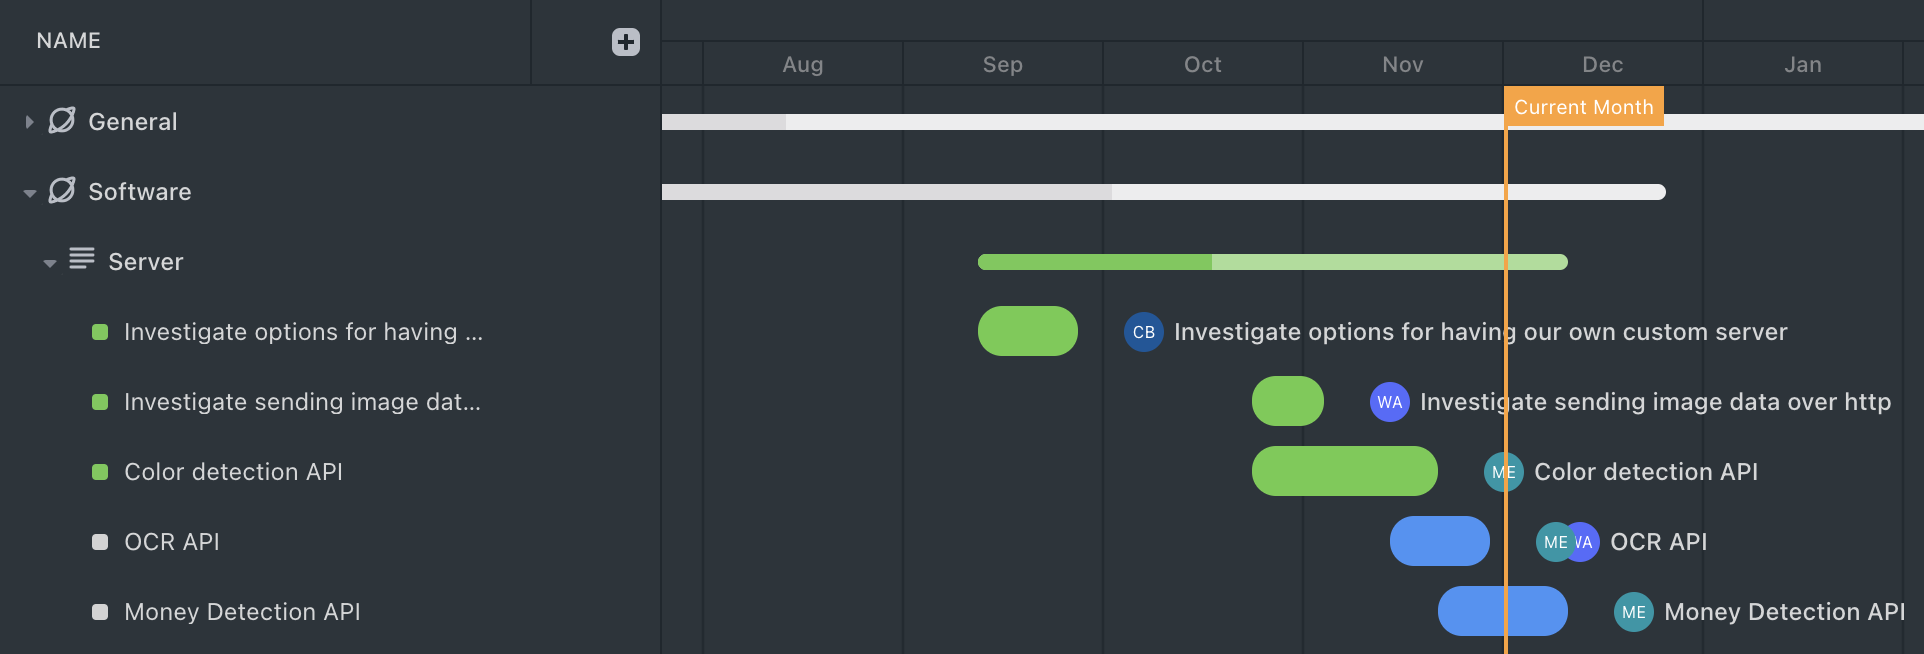 NAME
Aug Sep Oct Nov Dec Jan
Current Month
General
Software
Server
Investigate options for having ... CB Investigate options for having our own custom server
Investigate sending image dat... WA Investigate sending image data over http
Color detection API ME Color detection API
OCR API ME WA OCR API
Money Detection API ME Money Detection API